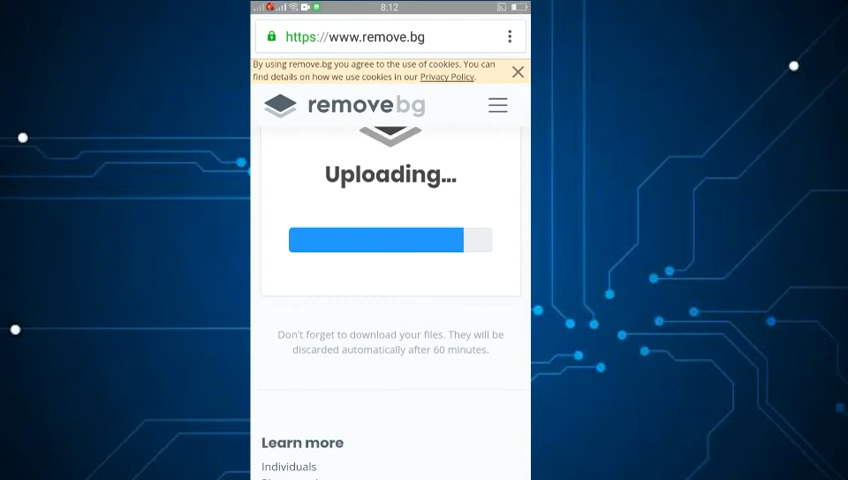 8:12
https://www.remove.bg
By using remove.bg you agree to the use of cookies. You can
find details on how we use cookies in our Privacy Policy.
removebg
Uploading...
Don't forget to download your files. They will be
discarded automatically after 60 minutes.
Learn more
Individuals